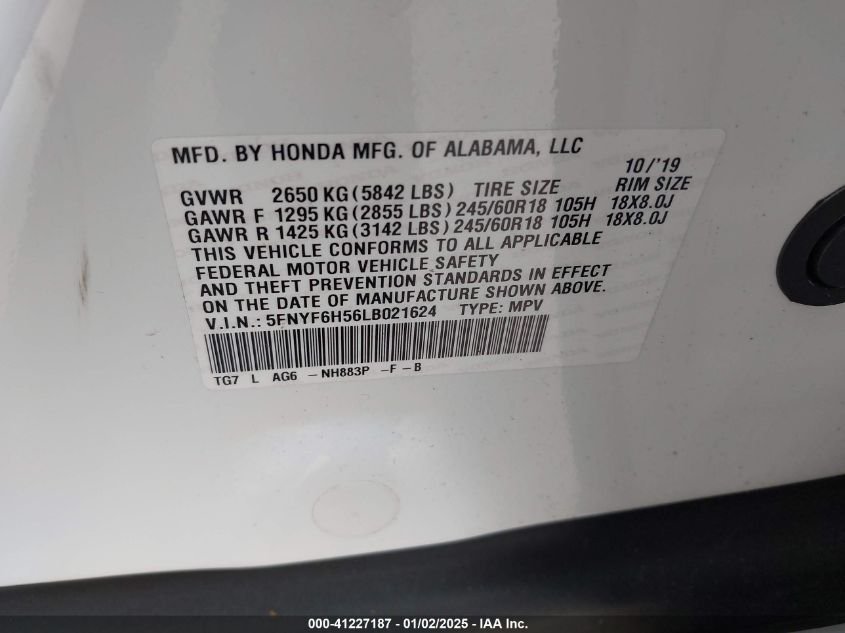 MFD. BY HONDA MFG. OF ALABAMA, LLC 10/'19
GVWR 2650 KG (5842 LBS) TIRE SIZE RIM SIZE
GAWR F 1295 KG (2855 LBS) 245/60R18 105H 18X8.0J
GAWR R 1425 KG (3142 LBS) 245/60R18 105H 18X8.0J
THIS VEHICLE CONFORMS TO ALL APPLICABLE
FEDERAL MOTOR VEHICLE SAFETY
AND THEFT PREVENTION STANDARDS IN EFFECT
ON THE DATE OF MANUFACTURE SHOWN ABOVE.
V.I.N.: 5FNYF6H56LB021624 TYPE: MPV
TG7 L AG6 -NH883P -F-B
000-41227187 - 01/02/2025 - IAA Inc.